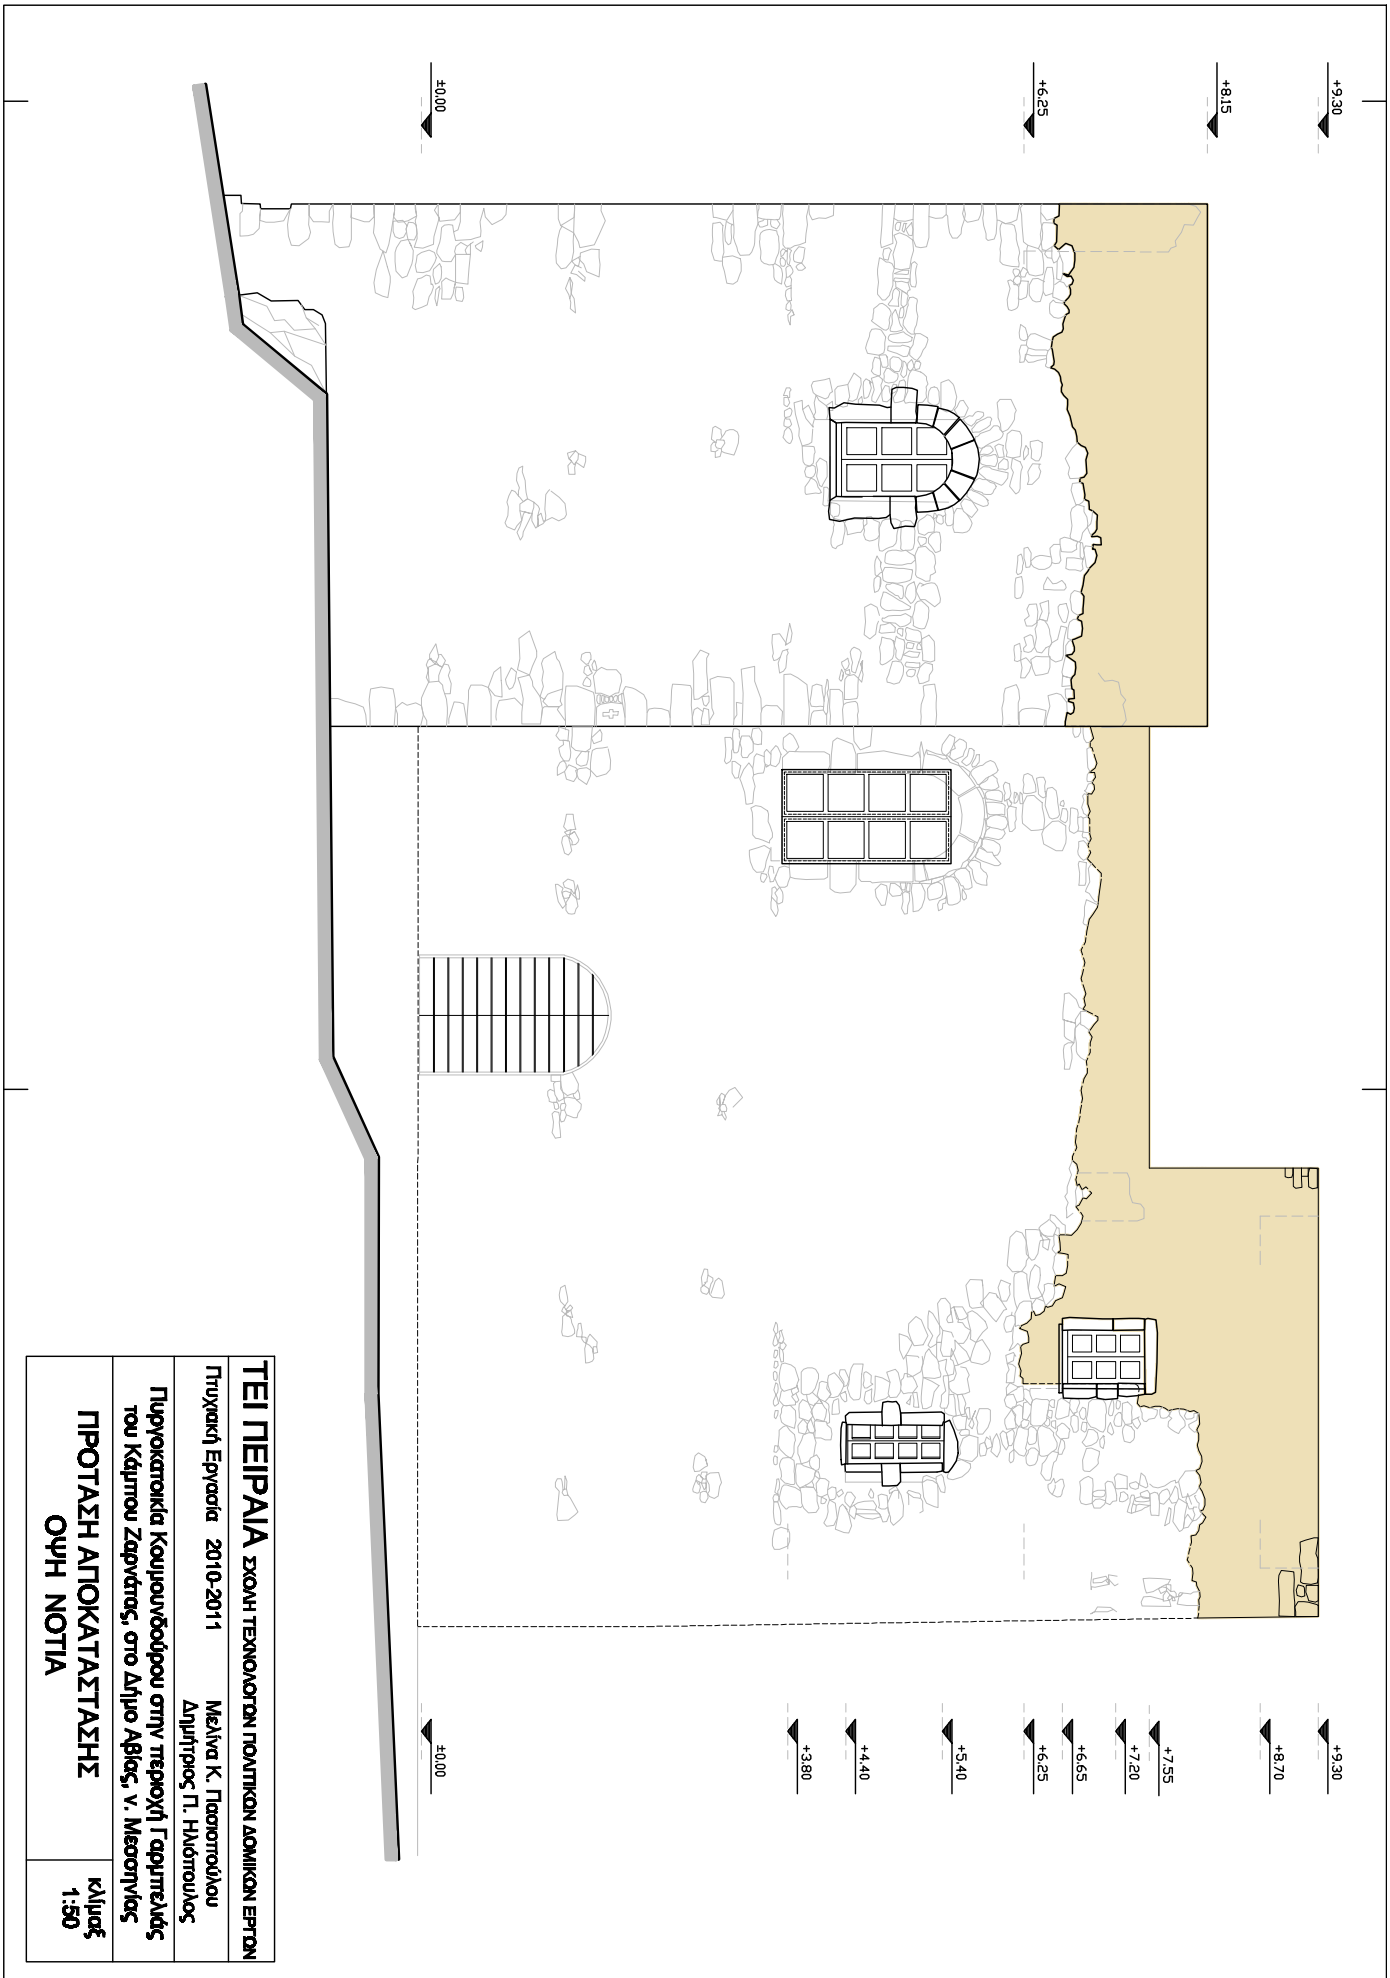 +9.30
+8.15
+6.25
±0.00
+9.30
+8.70
+7.55
+7.20
+6.65
+6.25
+5.40
+4.40
+3.80
±0.00
ΤΕΙ ΠΕΙΡΑΙΑ ΣΧΟΛΗ ΤΕΧΝΟΛΟΓΩΝ ΠΟΛΙΤΙΚΩΝ ΔΟΜΙΚΩΝ ΕΡΓΩΝ
Πτυχιακή Εργασία 2010-2011 Μελίνα Κ. Πασιοπούλου
Δημήτριος Π. Ηλιόπουλος
Πυργοκατοικία Κουμουνδούρου στην περιοχή Γαρμπελιάς
του Κάμπου Ζαρνάτας, στο Δήμο Αβίας, ν. Μεσσηνίας
ΠΡΟΤΑΣΗ ΑΠΟΚΑΤΑΣΤΑΣΗΣ
ΟΨΗ ΝΟΤΙΑ
κλίμαξ
1:50